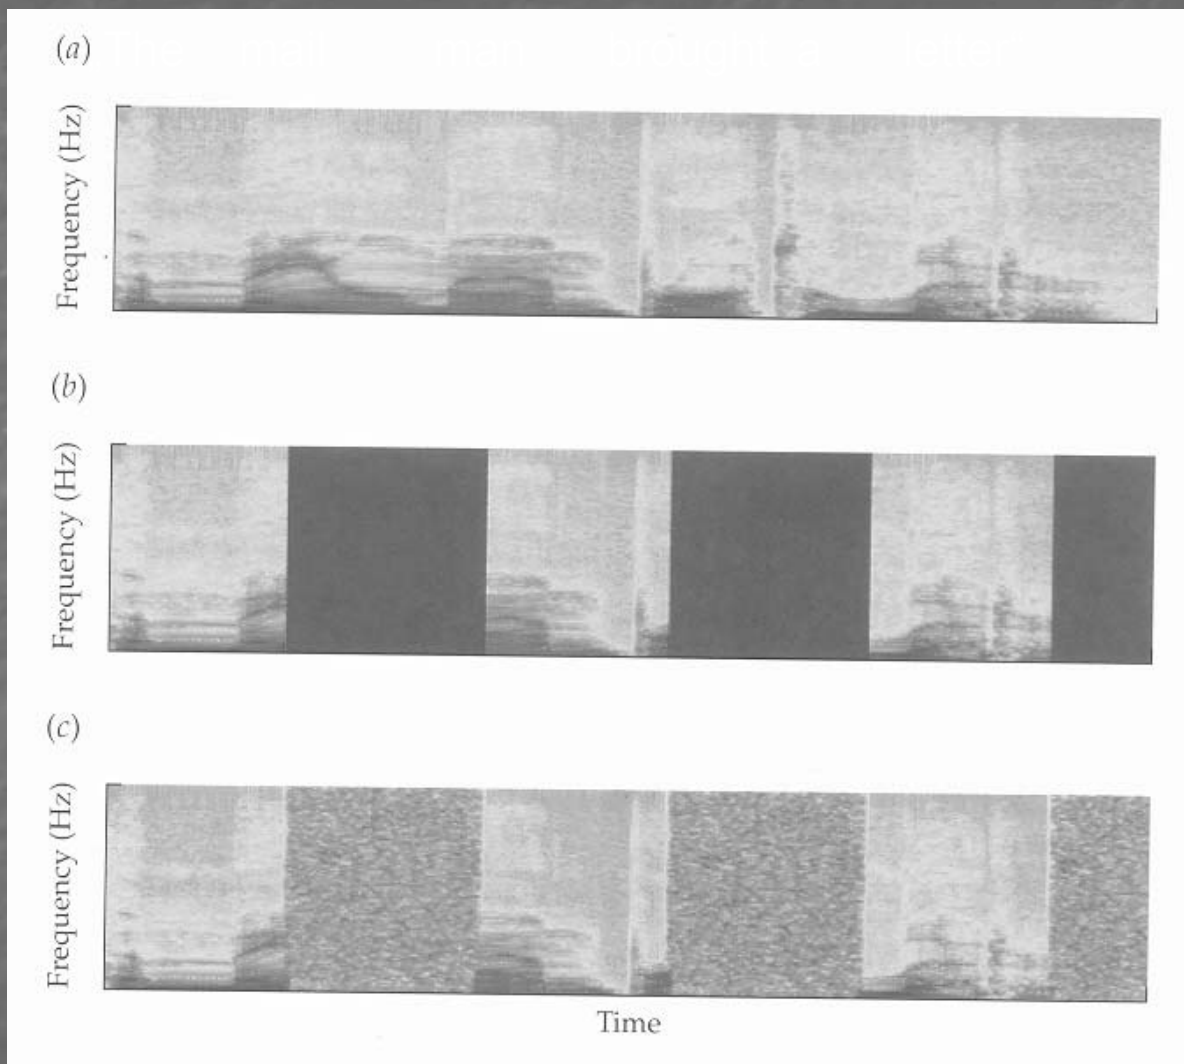 (a) The mail man brought a letter
Frequency (Hz)
(b)
Frequency (Hz)
(c)
Frequency (Hz)
Time